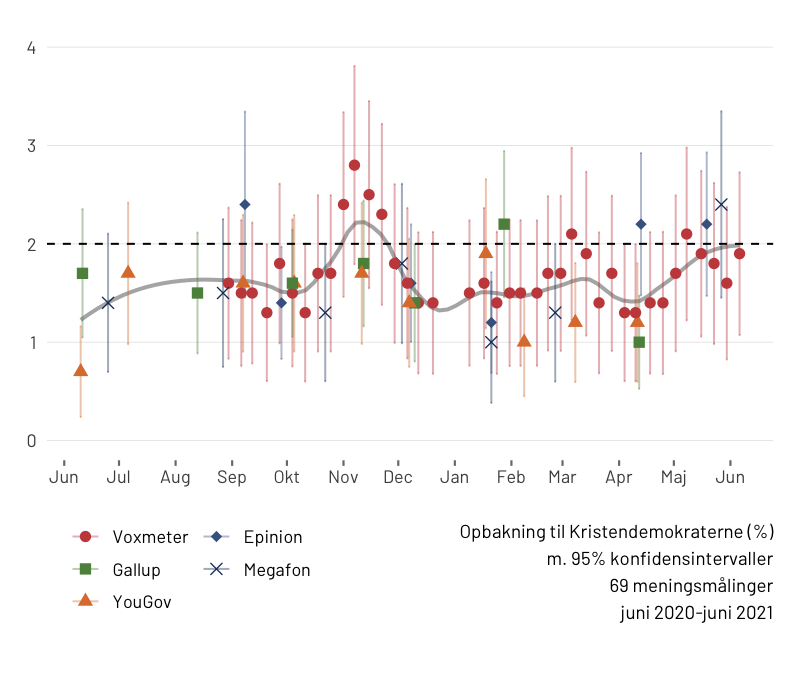 4
3
2
1
0
Jun Jul Aug Sep Okt Nov Dec Jan Feb Mar Apr Maj Jun
Voxmeter Epinion
Gallup Megafon
YouGov
Opbakning til Kristendemokraterne (%)
m. 95% konfidensintervaller
69 meningsmålinger
juni 2020-juni 2021